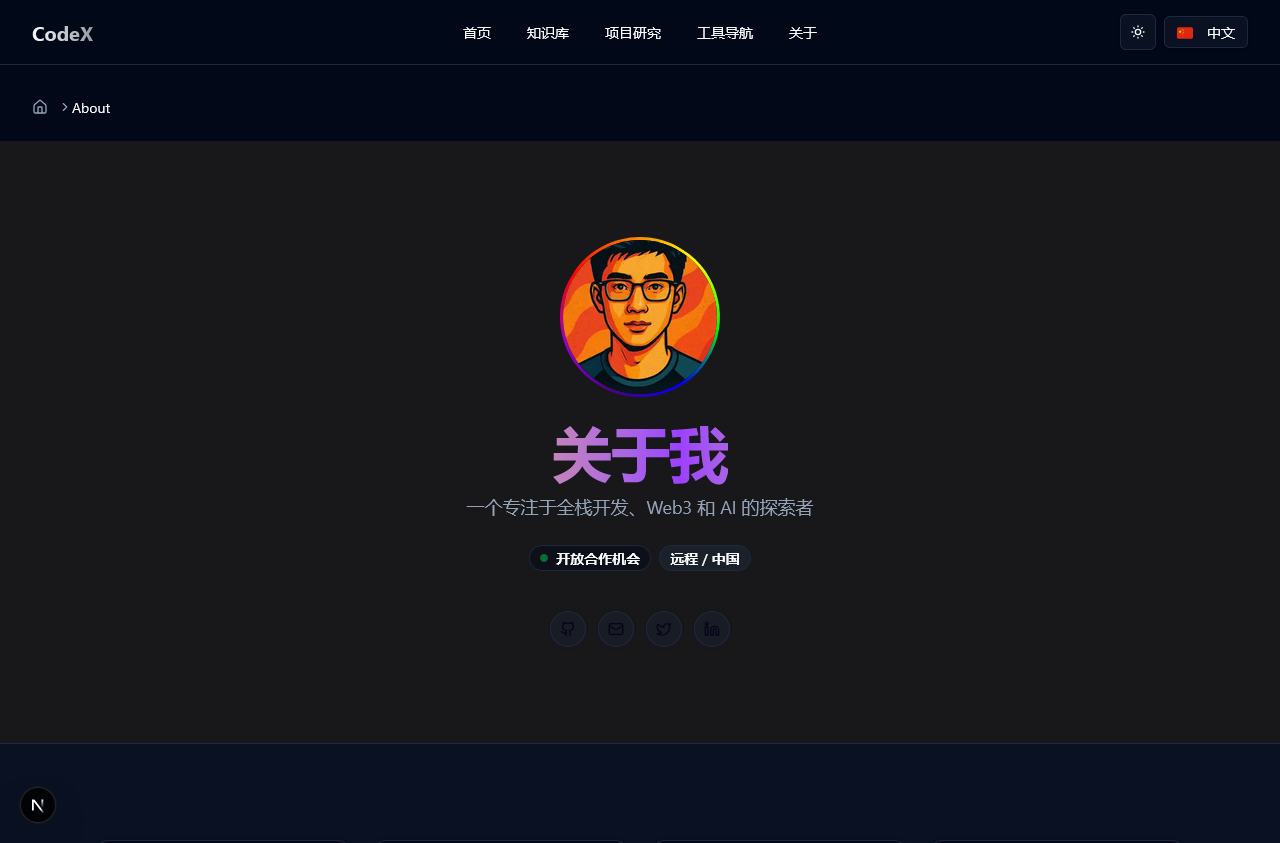 CodeX
首页 知识库 项目研究 工具导航 关于
中文
About
关于我
一个专注于全栈开发、Web3 和 AI 的探索者
开放合作机会 远程 / 中国
N